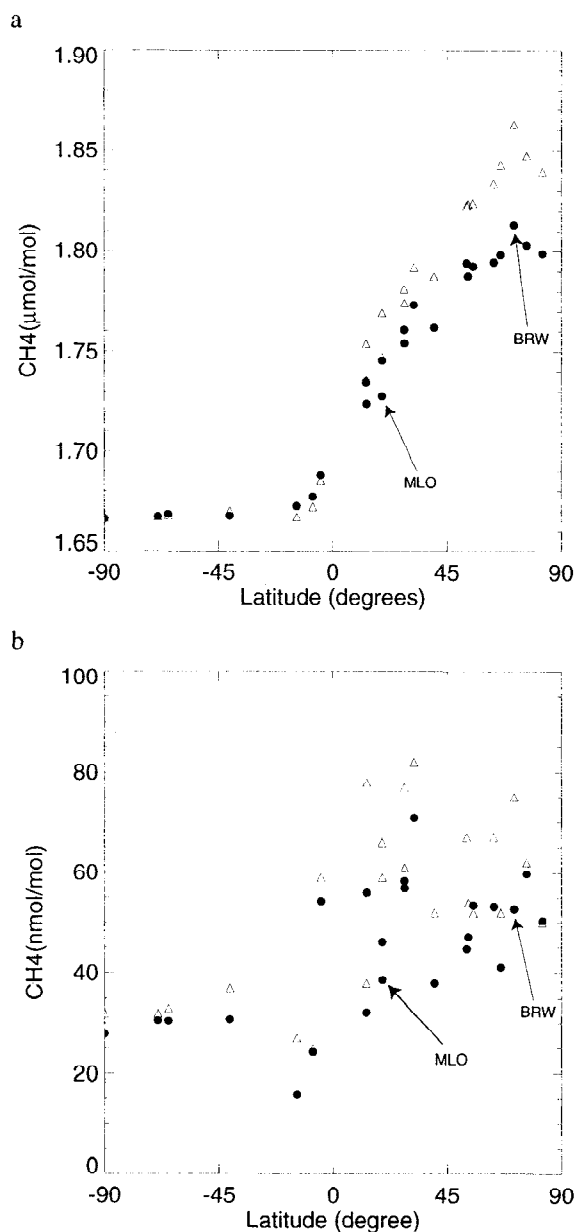 a
1.90
1.85
1.80
1.75
1.70
1.65
CH4(μmol/mol)
BRW
MLO
-90 -45 0 45 90
Latitude (degrees)
b
100
80
60
40
20
0
CH4(nmol/mol)
BRW
MLO
-90 -45 0 45 90
Latitude (degree)